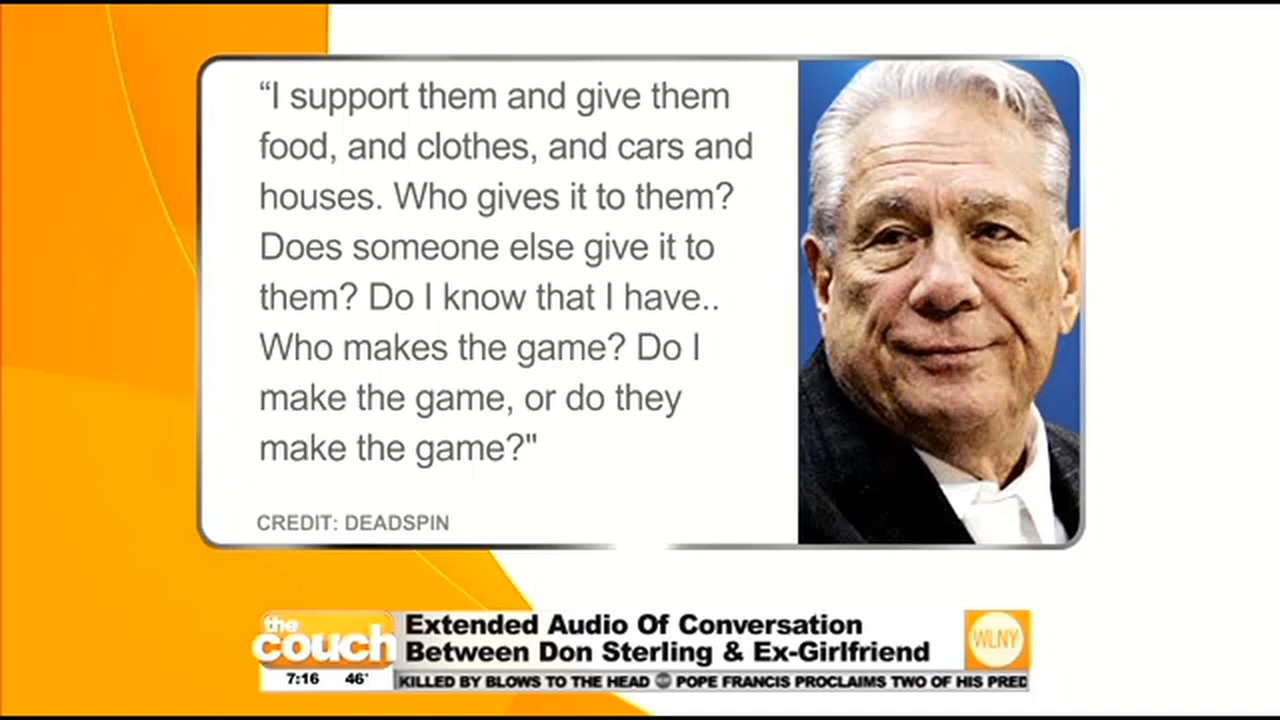 “I support them and give them
food, and clothes, and cars and
houses. Who gives it to them?
Does someone else give it to
them? Do I know that I have..
Who makes the game? Do I
make the game, or do they
make the game?"
CREDIT: DEADSPIN
the
couch
Extended Audio Of Conversation
Between Don Sterling & Ex-Girlfriend
WLNY
7:16 46°
KILLED BY BLOWS TO THE HEAD POPE FRANCIS PROCLAIMS TWO OF HIS PRED